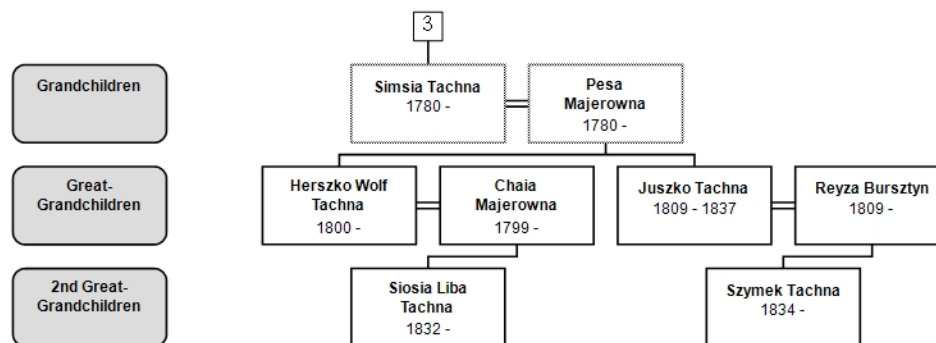 3
Grandchildren
Simsia Tachna
1780 -
Pesa
Majerowna
1780 -
Great-
Grandchildren
Herszko Wolf
Tachna
1800 -
Chaia
Majerowna
1799 -
Juszko Tachna
1809 - 1837
Reyza Bursztyn
1809 -
2nd Great-
Grandchildren
Siosia Liba
Tachna
1832 -
Szymek Tachna
1834 -